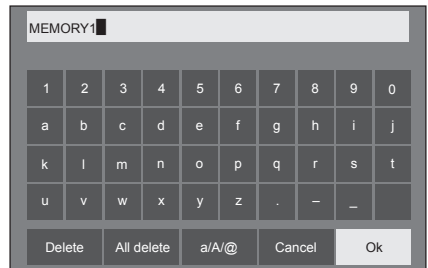 MEMORY1
1 2 3 4 5 6 7 8 9 0
a b c d e f g h i j
k l m n o p q r s t
u v w x y z . – _
Delete All delete a/A/@ Cancel Ok